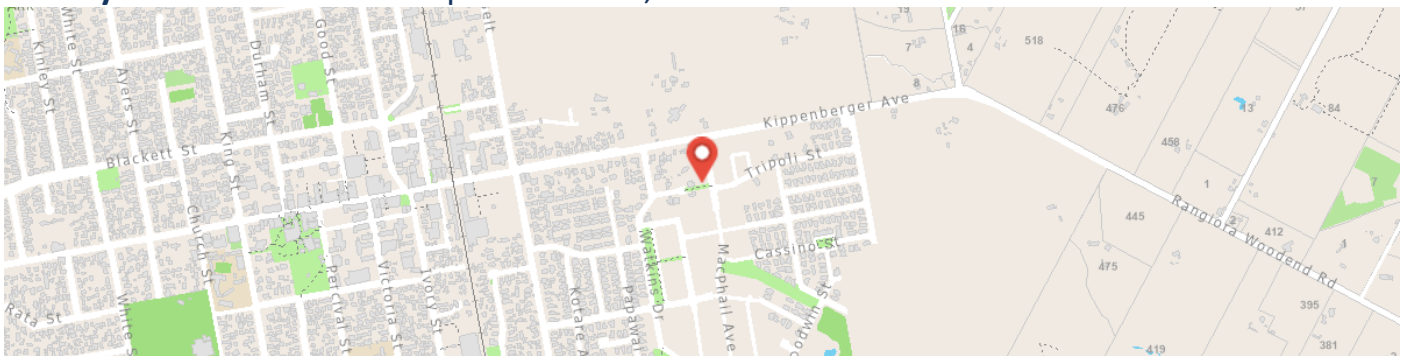 Kinley St
White St
Ayers St
Durham St
Good St
elt
Blackett St
King St
Church St
Percival St
Victoria St
Ivory St
White S
Rata St
Kotare A
Papawai
Watkins Dr
Macphail Ave
Cassino St
oodwin St
Tripoli St
Kippenberger Ave
Rangiora Woodend Rd
19
16
7
4
8
518
476
13
84
458
1
7
445
2
412
1
475
395
419
381